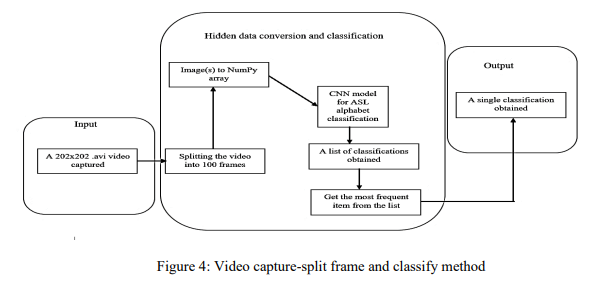 Hidden data conversion and classification
Image(s) to NumPy
array
CNN model
for ASL
alphabet
classification
Output
A single classification
obtained
Input
A 202x202 .avi video
captured
Splitting the video
into 100 frames
A list of classifications
obtained
Get the most frequent
item from the list
Figure 4: Video capture-split frame and classify method